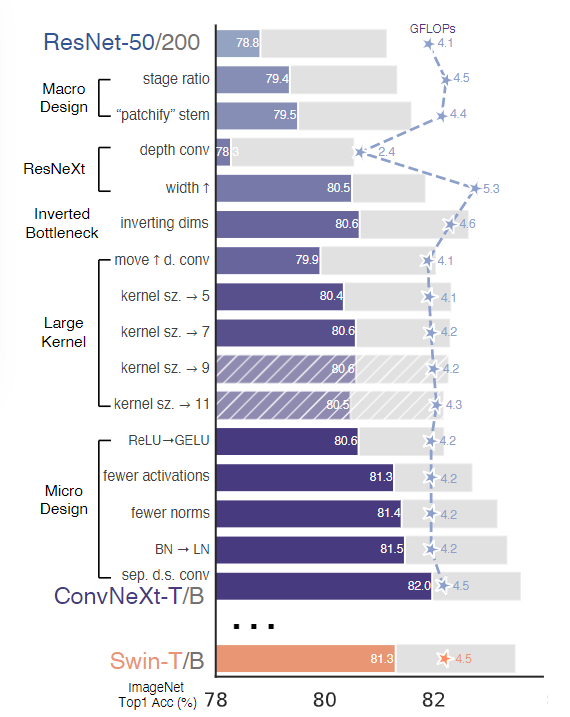 GFLOPs
ResNet-50/200 78.8 4.1
Macro Design
stage ratio 79.4 4.5
"patchify" stem 79.5 4.4
ResNeXt
depth conv 78.3 2.4
width ↑ 80.5 5.3
Inverted Bottleneck
inverting dims 80.6 4.6
Large Kernel
move ↑ d. conv 79.9 4.1
kernel sz. → 5 80.4 4.1
kernel sz. → 7 80.6 4.2
kernel sz. → 9 80.6 4.2
kernel sz. → 11 80.5 4.3
Micro Design
ReLU→GELU 80.6 4.2
fewer activations 81.3 4.2
fewer norms 81.4 4.2
BN → LN 81.5 4.2
sep. d.s. conv
ConvNeXt-T/B 82.0 4.5
...
Swin-T/B 81.3 4.5
ImageNet
Top1 Acc (%) 78 80 82